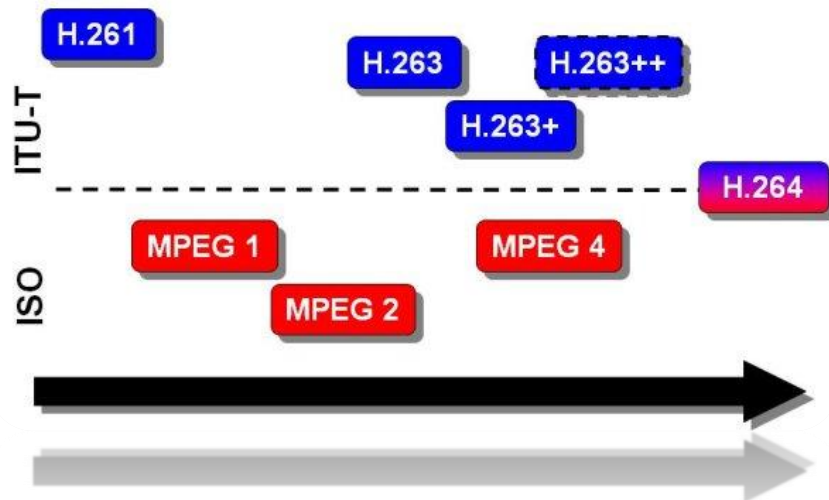 H.261
H.263
H.263++
H.263+
ITU-T
H.264
MPEG 1
MPEG 4
MPEG 2
ISO